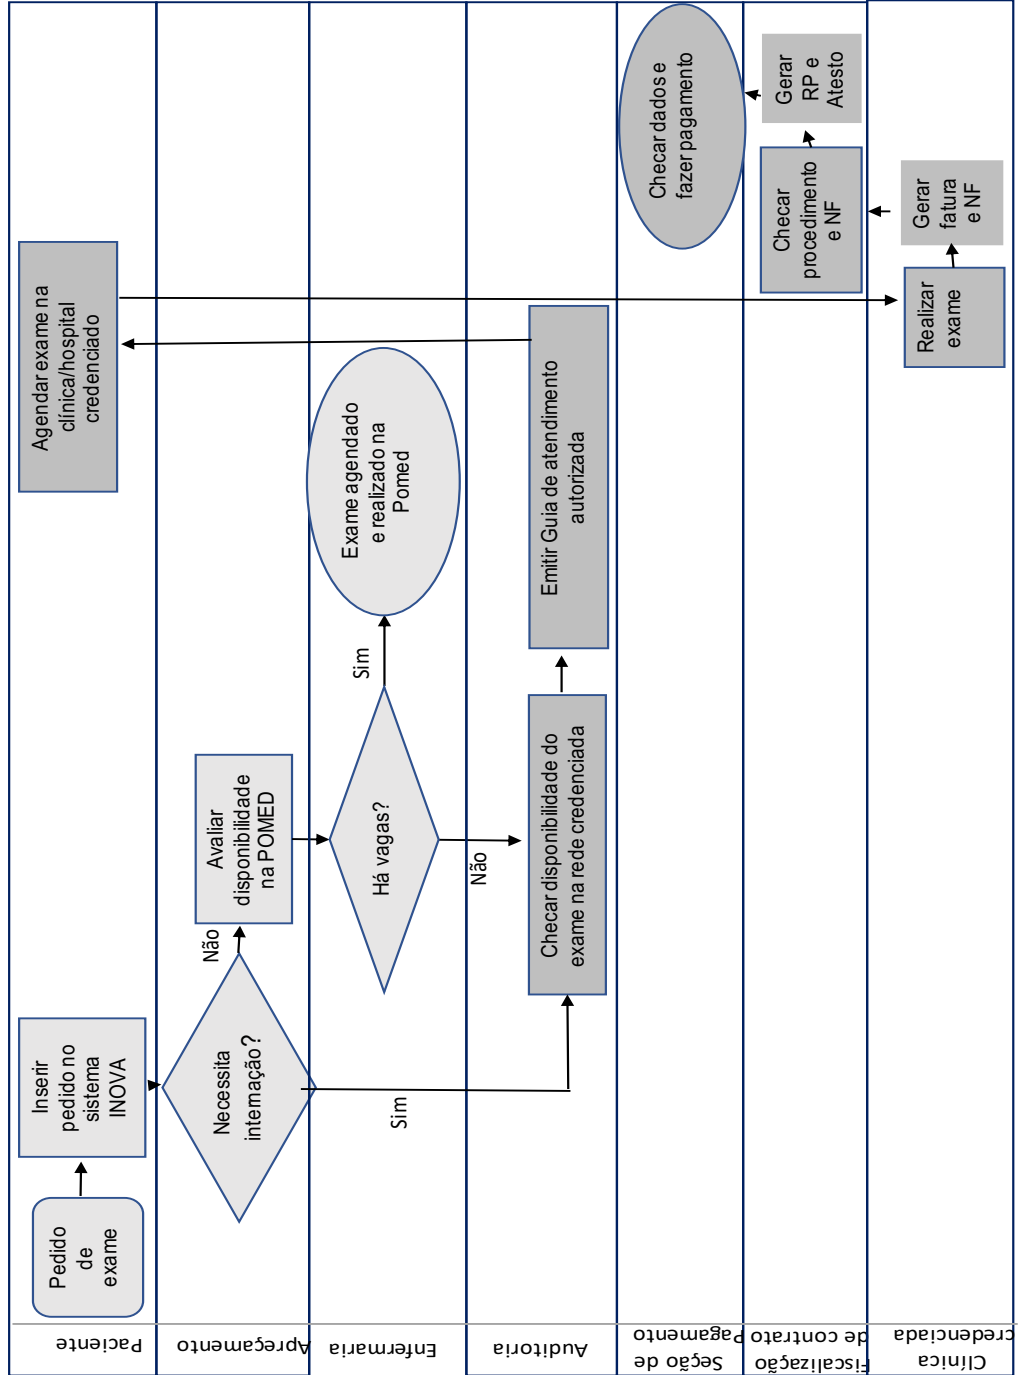 Paciente
Pedido
de
exame
Inserir
pedido no
sistema
INOVA
Agendar exame na
clínica/hospital
credenciado
Apreçamento
Necessita
internação?
Não
Sim
Avaliar
disponibilidade
na POMED
Enfermaria
Há vagas?
Sim
Não
Exame agendado
e realizado na
Pomed
Auditoria
Checar disponibilidade do
exame na rede credenciada
Emitir Guia de atendimento
autorizada
Seção de
Pagamento
Checar dados e
fazer pagamento
Fiscalização
de contrato
Checar
procedimento
e NF
Gerar
RP e
Atesto
Clínica
credenciada
Realizar
exame
Gerar
fatura
e NF